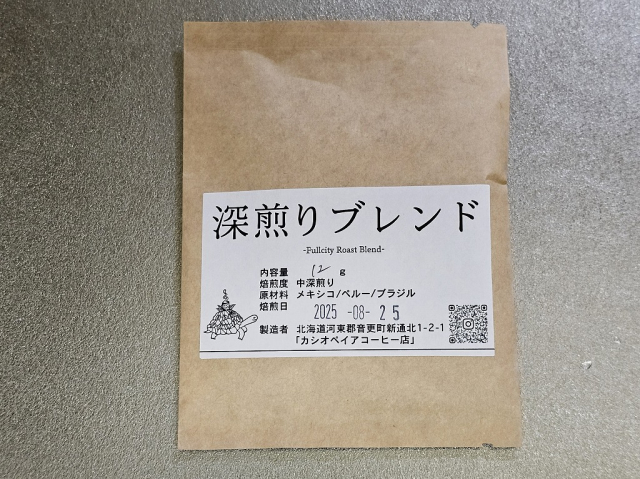 深煎りブレンド
-Fullcity Roast Blend-
内容量 12 g
焙煎度 中深煎り
原材料 メキシコ/ペルー/ブラジル
焙煎日 2025 -08- 25
製造者 北海道河東郡音更町新通北1-2-1
「カシオペイアコーヒー店」